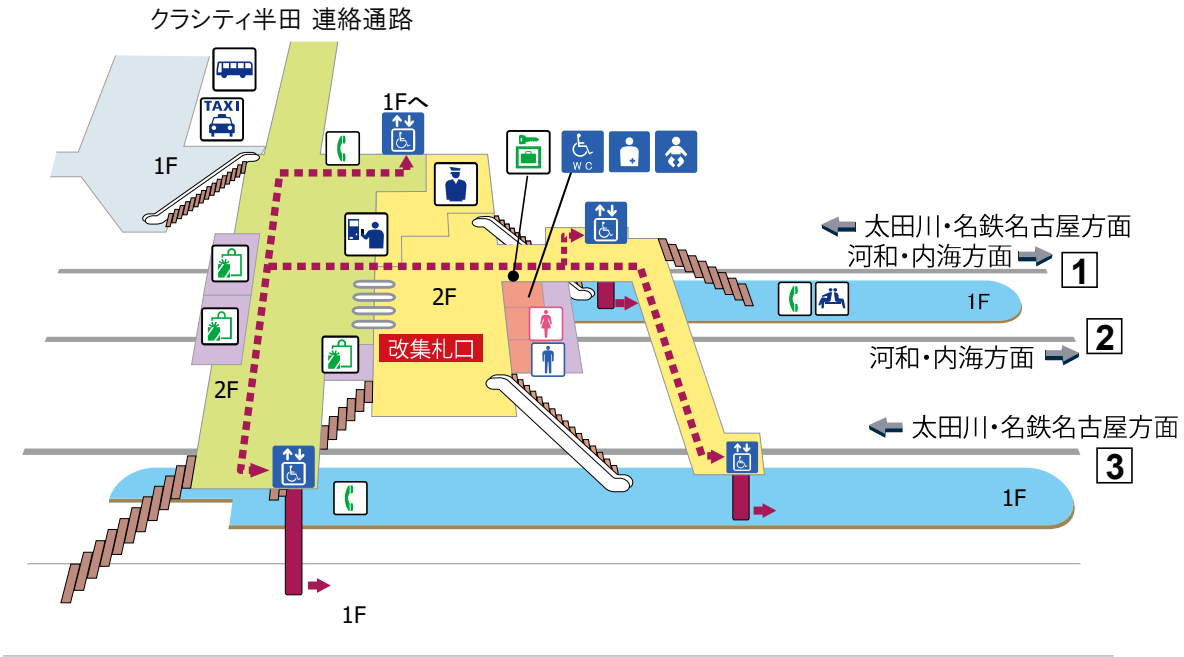 クラシティ半田 連絡通路
TAXI
1Fへ
1F
WC
太田川・名鉄名古屋方面
河和・内海方面
1
2F
1F
改集札口
2
河和・内海方面
2F
太田川・名鉄名古屋方面
3
1F
1F